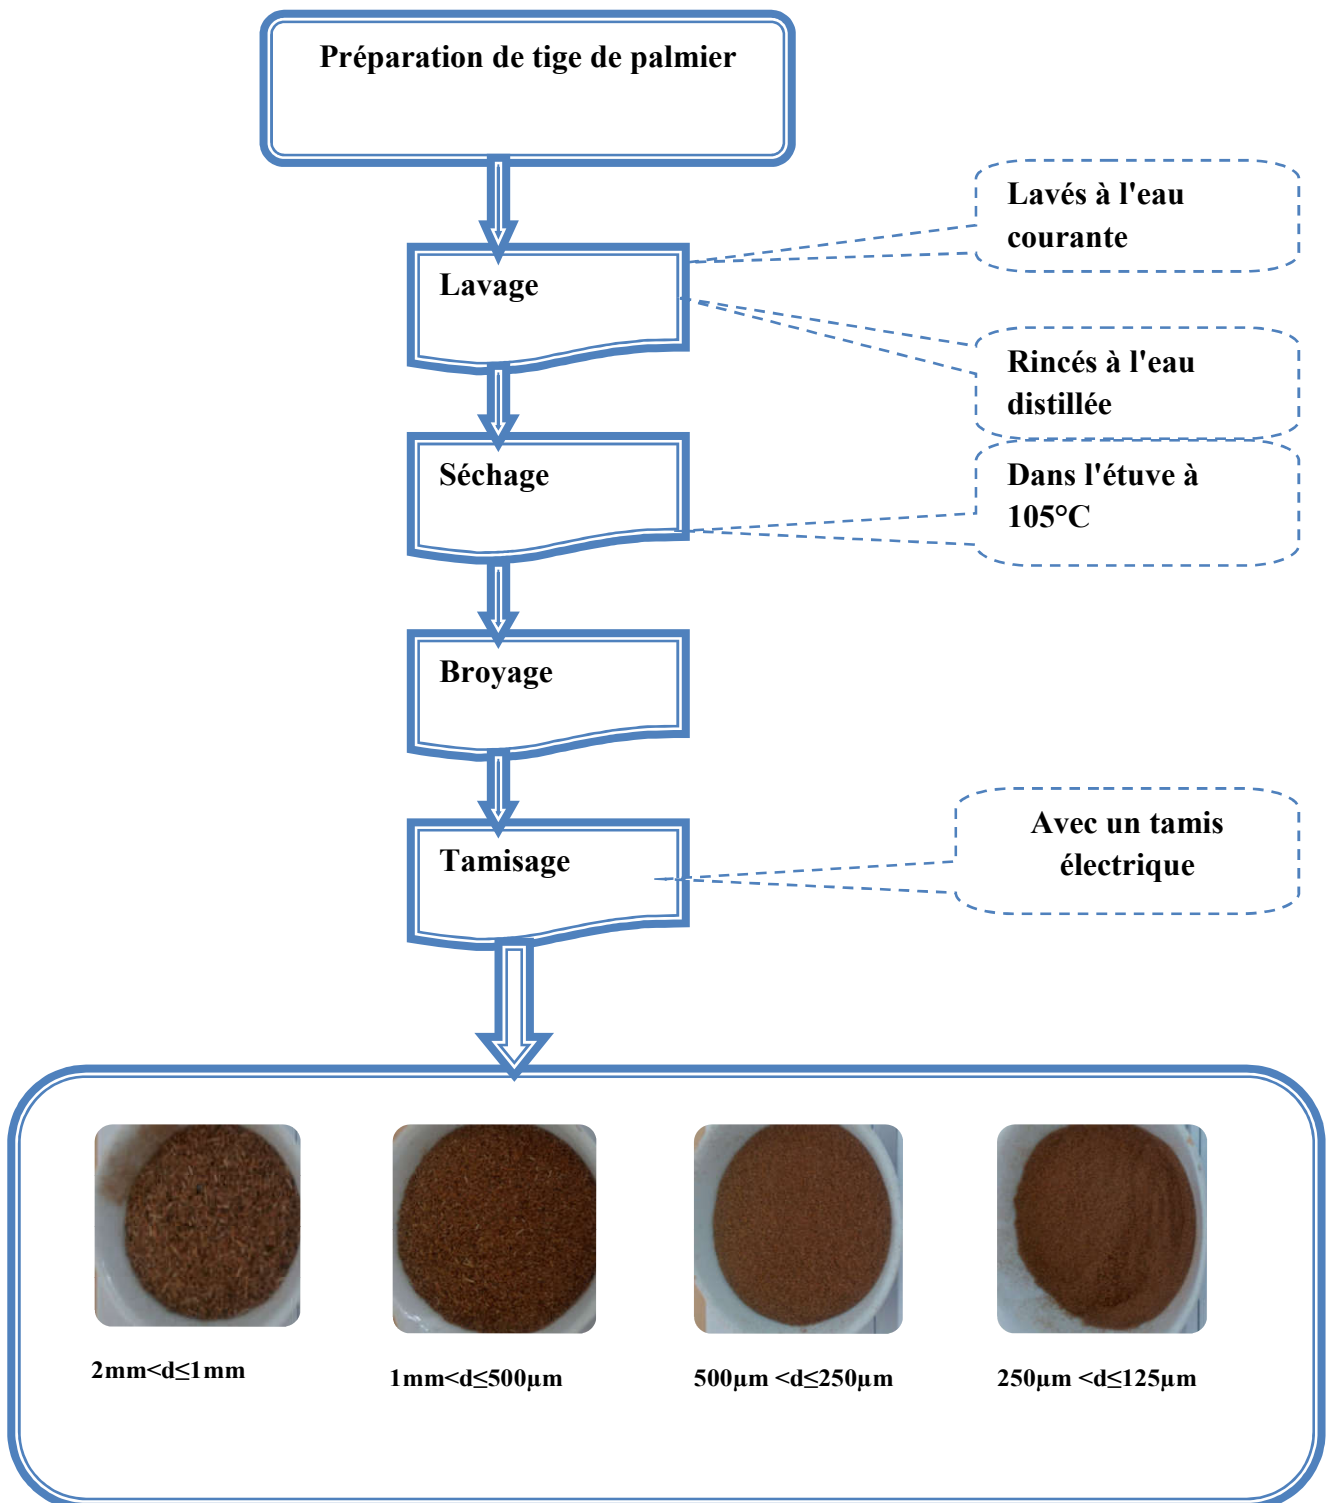 Préparation de tige de palmier
Lavés à l'eau
courante
Lavage
Rincés à l'eau
distillée
Séchage
Dans l'étuve à
105°C
Broyage
Avec un tamis
électrique
Tamisage
2mm<d≤1mm
1mm<d≤500µm
500µm <d≤250µm
250µm <d≤125µm